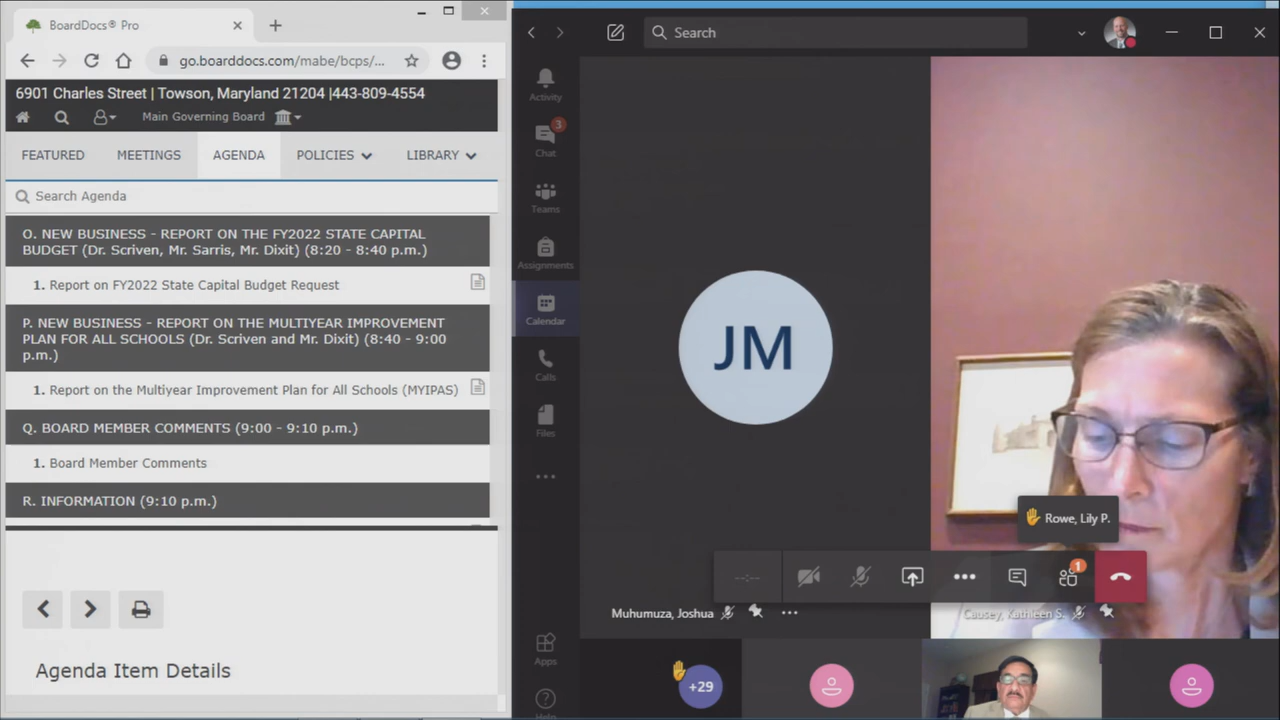 BoardDocs® Pro
go.boarddocs.com/mabe/bcps/...
6901 Charles Street | Towson, Maryland 21204 |443-809-4554
Main Governing Board
FEATURED
MEETINGS
AGENDA
POLICIES
LIBRARY
Search Agenda
O. NEW BUSINESS - REPORT ON THE FY2022 STATE CAPITAL
BUDGET (Dr. Scriven, Mr. Sarris, Mr. Dixit) (8:20 - 8:40 p.m.)
1. Report on FY2022 State Capital Budget Request
P. NEW BUSINESS - REPORT ON THE MULTIYEAR IMPROVEMENT
PLAN FOR ALL SCHOOLS (Dr. Scriven and Mr. Dixit) (8:40 - 9:00
p.m.)
1. Report on the Multiyear Improvement Plan for All Schools (MYIPAS)
Q. BOARD MEMBER COMMENTS (9:00 - 9:10 p.m.)
1. Board Member Comments
R. INFORMATION (9:10 p.m.)
Agenda Item Details
Search
Activity
3
Chat
Teams
Assignments
Calendar
Calls
Files
Apps
Help
JM
Rowe, Lily P.
--:--
1
Muhumuza, Joshua
Causey, Kathleen S.
+29